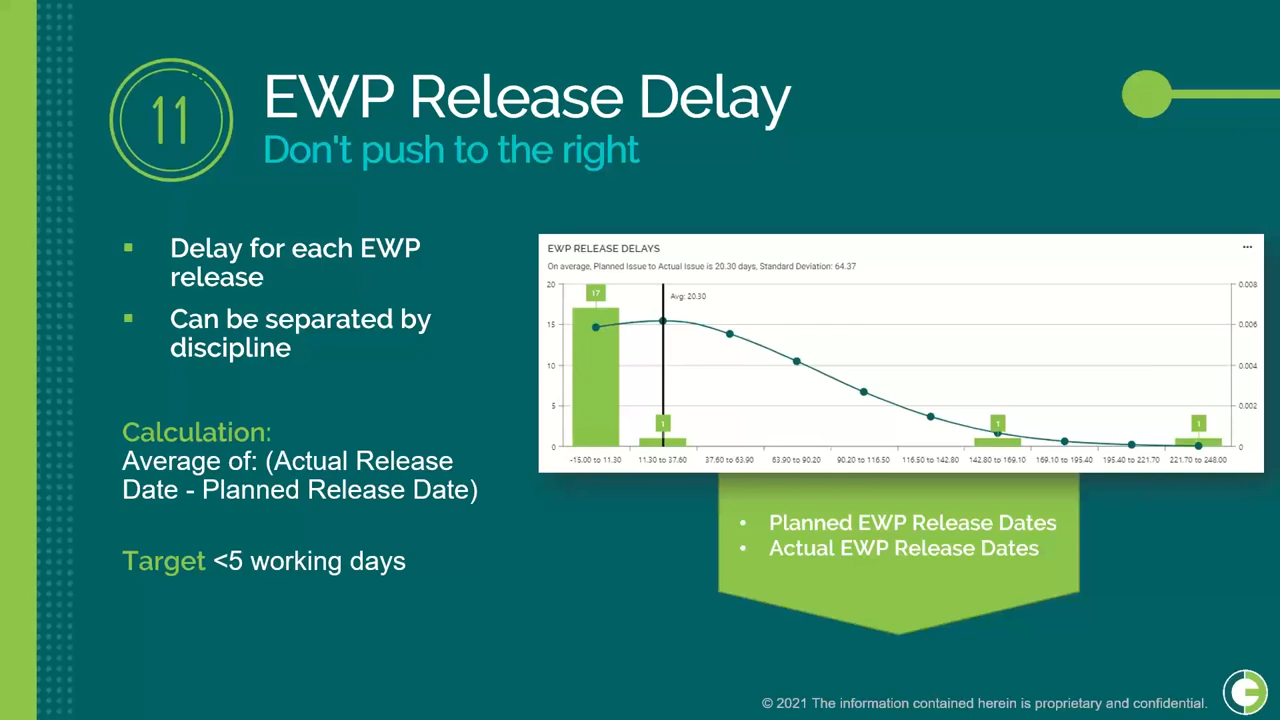 11
EWP Release Delay
Don't push to the right
▪ Delay for each EWP
release
▪ Can be separated by
discipline
Calculation:
Average of: (Actual Release
Date - Planned Release Date)
Target <5 working days
EWP RELEASE DELAYS
...
On average, Planned Issue to Actual Issue is 20.30 days, Standard Deviation: 64.37
20 17 Avg: 20.30 0.008
15 0.006
10 0.004
5 1 1 1 0.002
0 0
-15.00 to 11.30 11.30 to 37.60 37.60 to 63.90 63.90 to 90.20 90.20 to 116.50 116.50 to 142.80 142.80 to 169.10 169.10 to 195.40 195.40 to 221.70 221.70 to 248.00
• Planned EWP Release Dates
• Actual EWP Release Dates
© 2021 The information contained herein is proprietary and confidential.